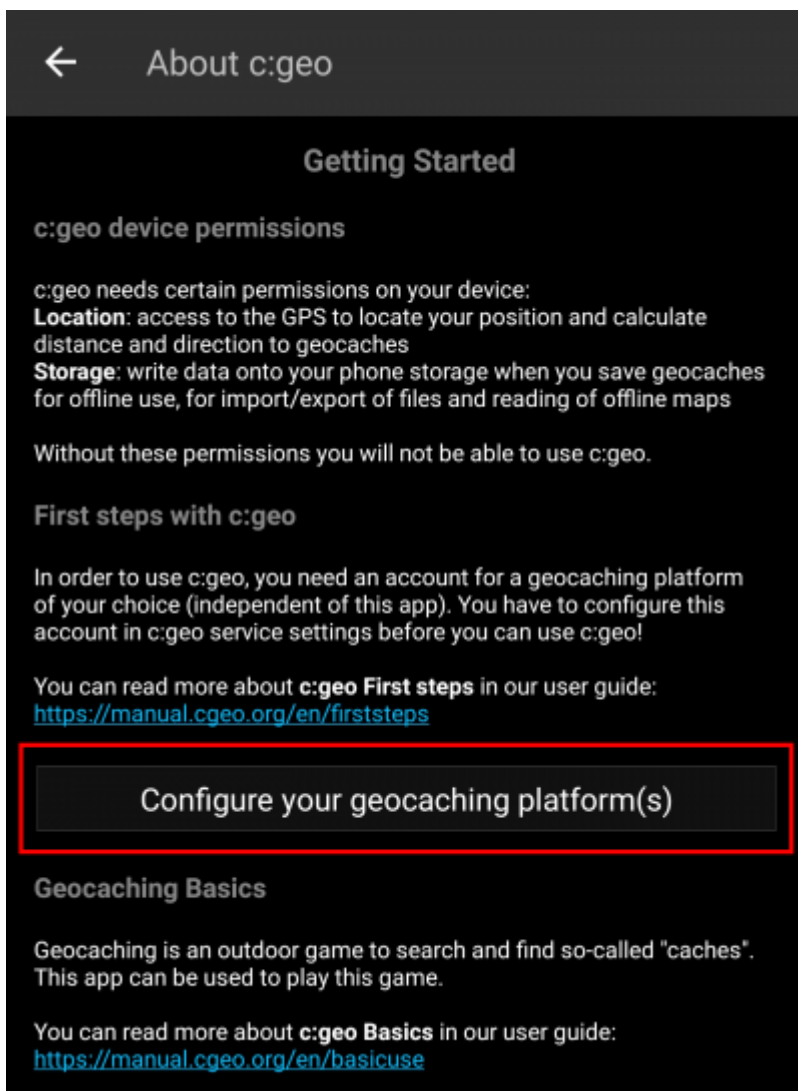 About c:geo
Getting Started
c:geo device permissions
c:geo needs certain permissions on your device:
Location: access to the GPS to locate your position and calculate
distance and direction to geocaches
Storage: write data onto your phone storage when you save geocaches
for offline use, for import/export of files and reading of offline maps
Without these permissions you will not be able to use c:geo.
First steps with c:geo
In order to use c:geo, you need an account for a geocaching platform
of your choice (independent of this app). You have to configure this
account in c:geo service settings before you can use c:geo!
You can read more about c:geo First steps in our user guide:
https://manual.cgeo.org/en/firststeps
Configure your geocaching platform(s)
Geocaching Basics
Geocaching is an outdoor game to search and find so-called "caches".
This app can be used to play this game.
You can read more about c:geo Basics in our user guide:
https://manual.cgeo.org/en/basicuse